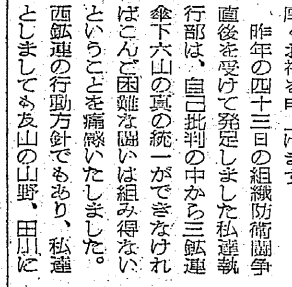 昨年の四十三日の組織防衛闘争
直後を受けて発足しました私達執
行部は、自己批判の中から三鉱連
傘下六山の真の統一ができなけれ
ばこんご困難な闘いは組み得ない
ということを痛感いたしました。
西鉱連の行動方針でもあり、私達
としましても友山の山野、田川に